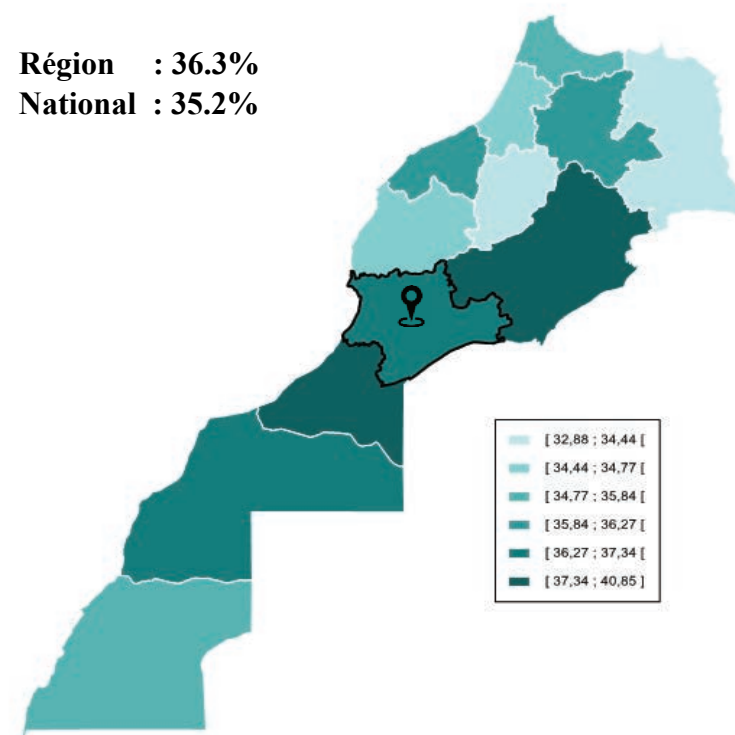 Région : 36.3%
National : 35.2%
[ 32,88 ; 34,44 [
[ 34,44 ; 34,77 [
[ 34,77 ; 35,84 [
[ 35,84 ; 36,27 [
[ 36,27 ; 37,34 [
[ 37,34 ; 40,85 ]